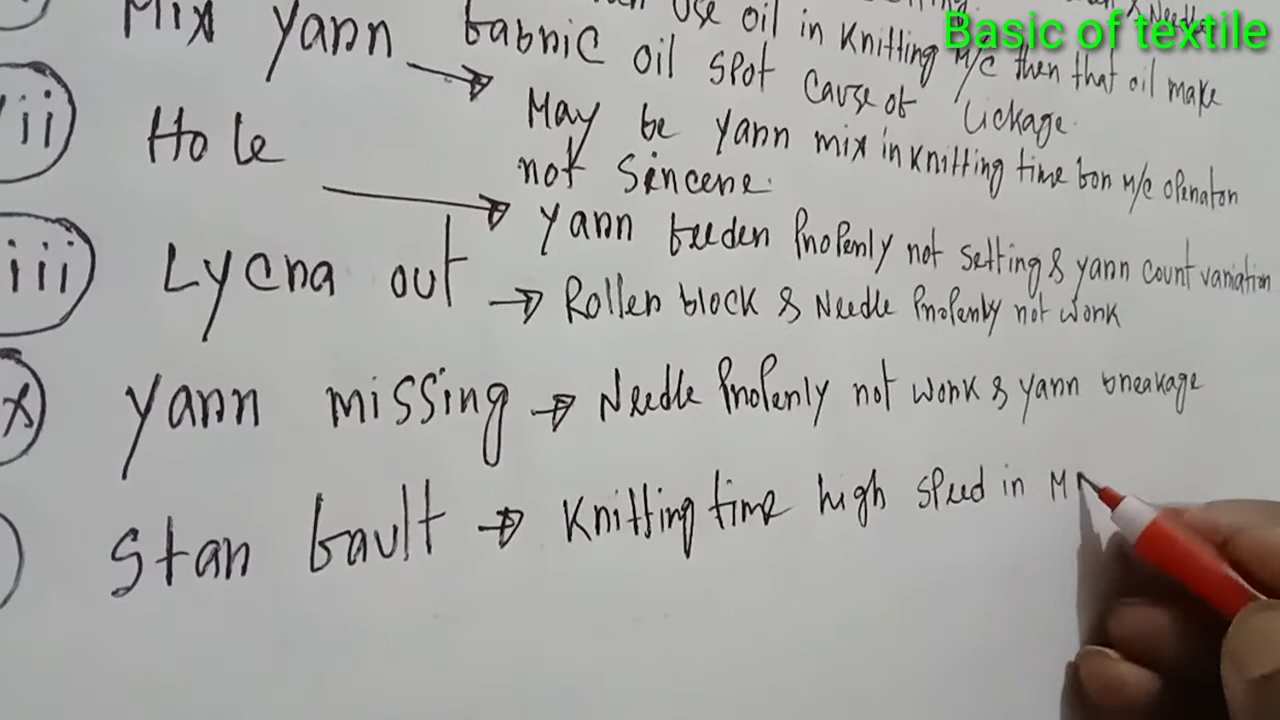 Basic of textile
use oil in knitting M/C then that oil make
Mix yarn
fabric oil spot cause of lickage.
May be yarn mix in knitting time for M/C operator
not sincere.
ii Hole
Yarn feeder Properly not setting & yarn count variation
iii Lycra out → Roller block & Needle Properly not work
x Yarn missing → Needle Properly not work & yarn breakage
Star fault → Knitting time high speed in M